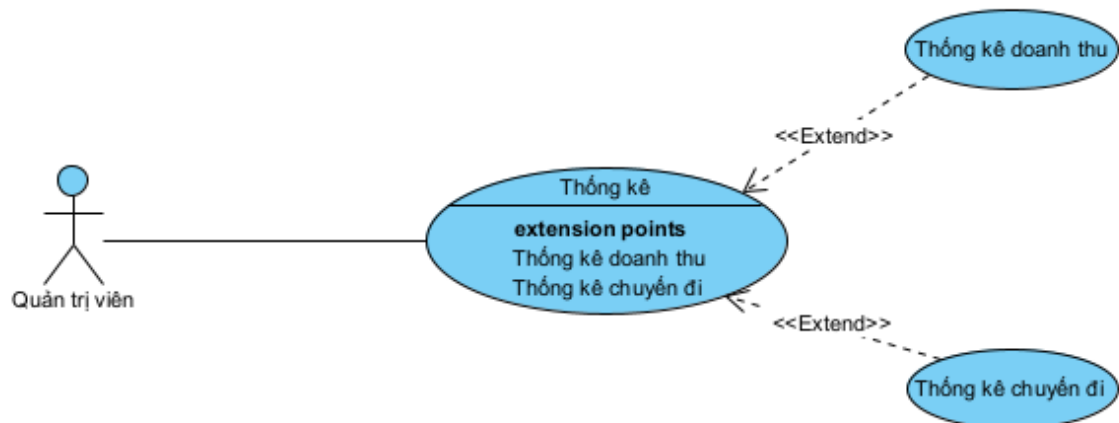 Thống kê doanh thu
<<Extend>>
Thống kê
extension points
Thống kê doanh thu
Thống kê chuyến đi
Quản trị viên
<<Extend>>
Thống kê chuyến đi